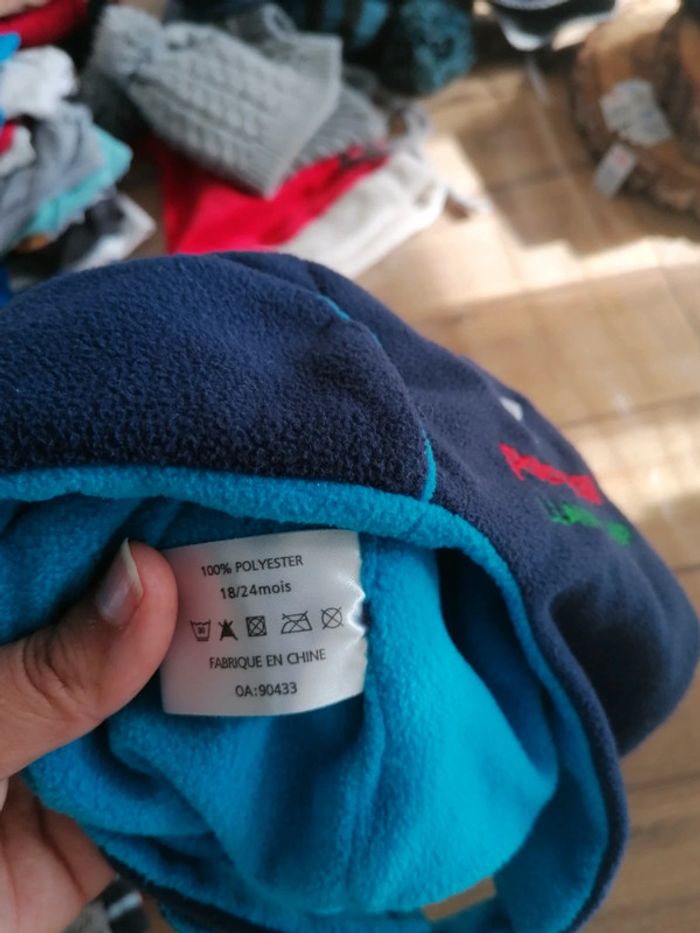 100% POLYESTER
18/24mois
FABRIQUE EN CHINE
OA:90433